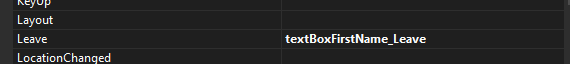 KeyUp
Layout
Leave textBoxFirstName_Leave
LocationChanged